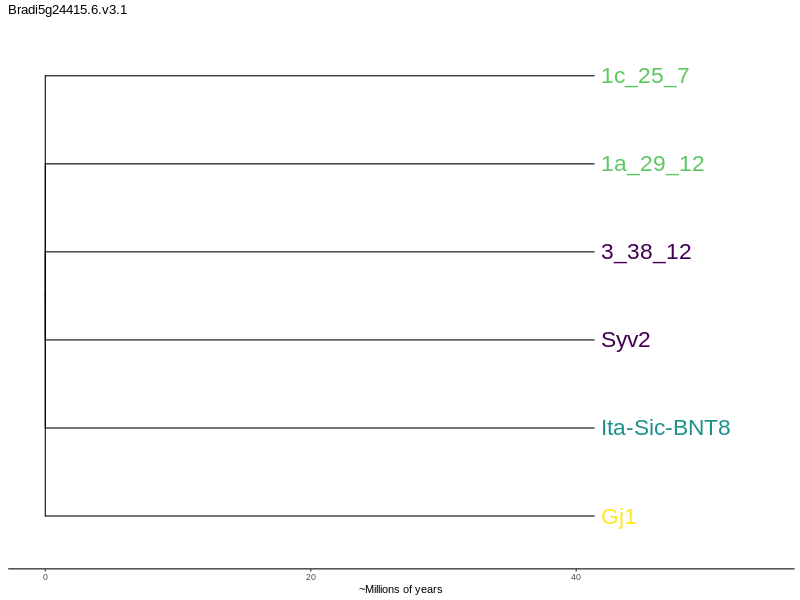 Bradi5g24415.6.v3.1
1c_25_7
1a_29_12
3_38_12
Syv2
Ita-Sic-BNT8
Gj1
0 20 40
~Millions of years